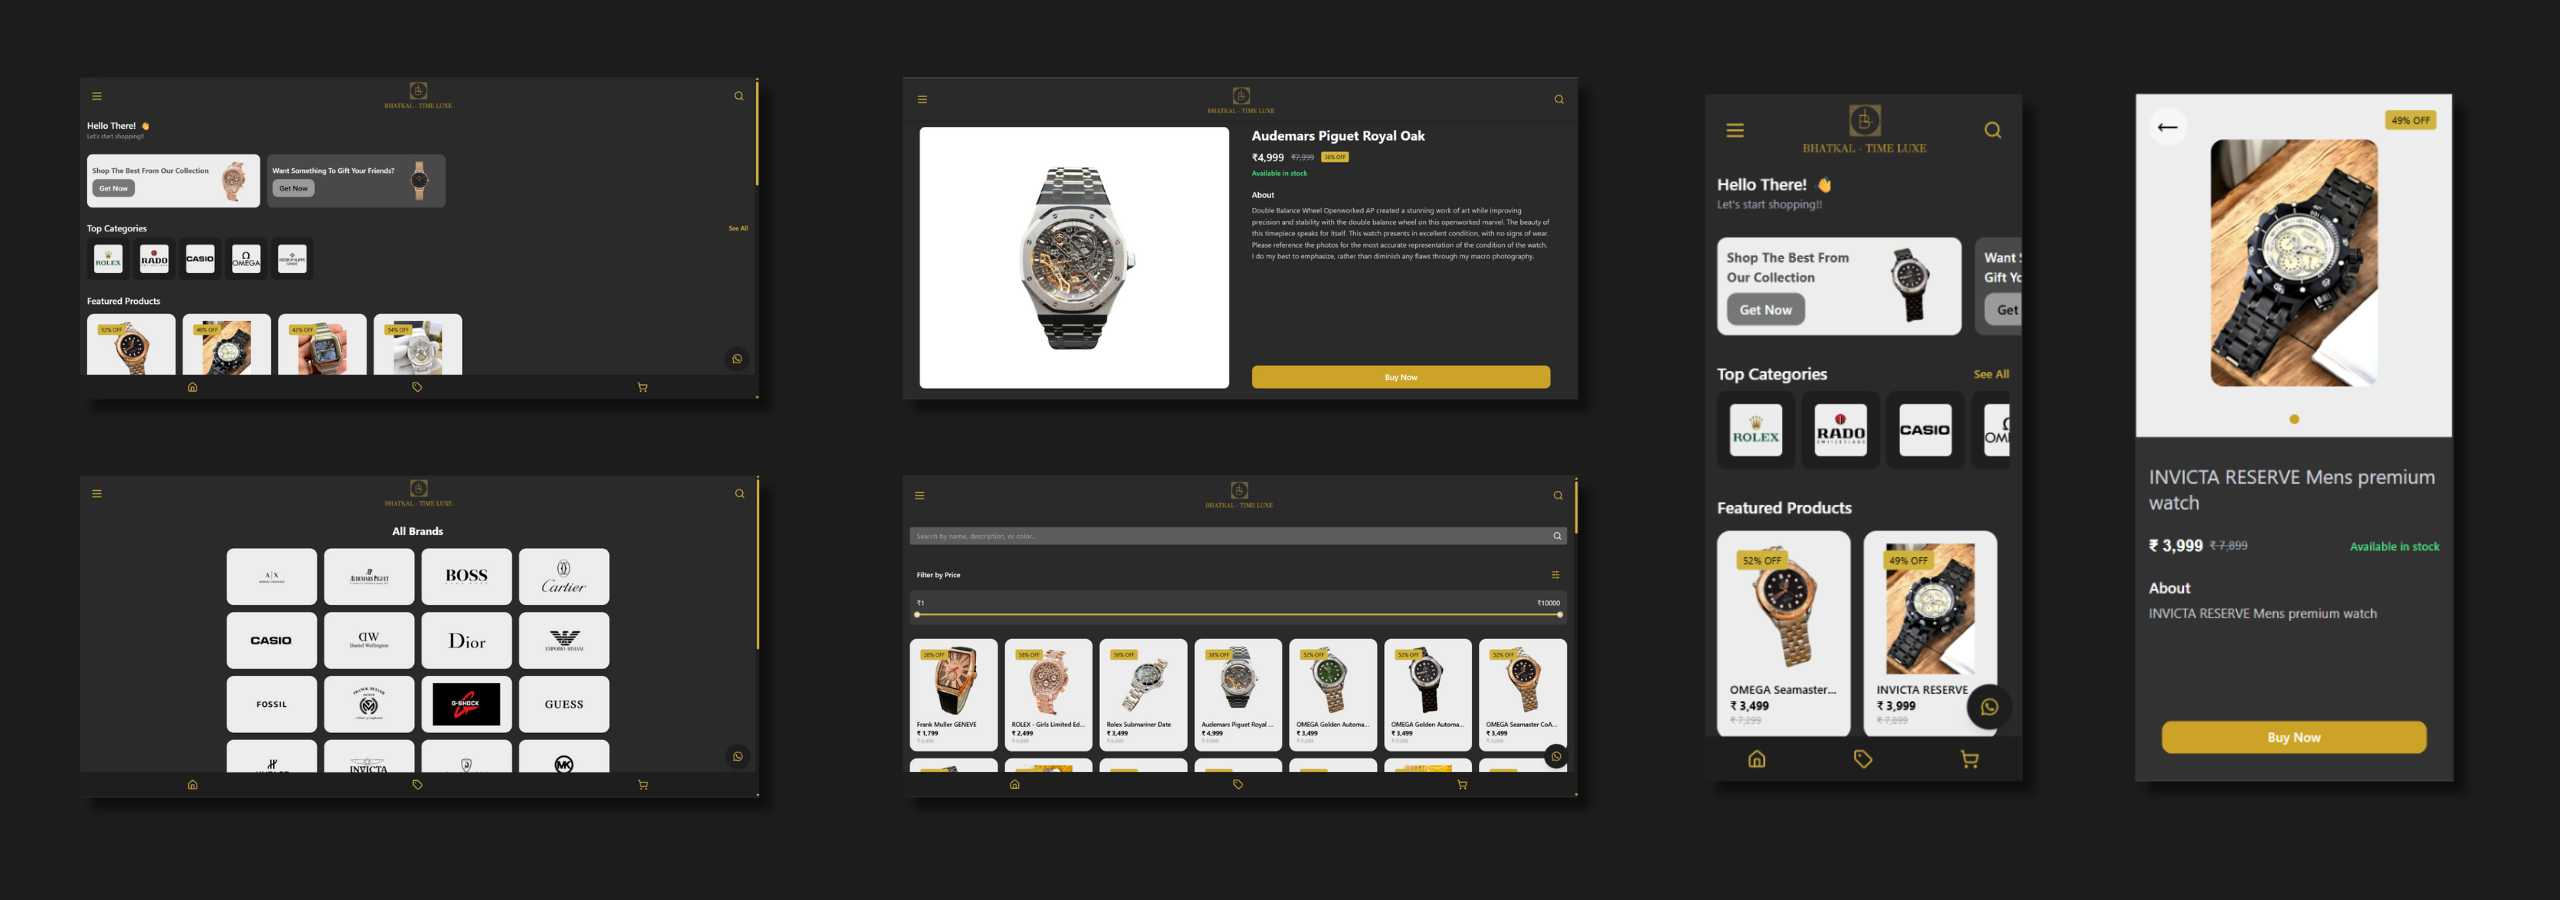 BHATKAL - TIME LUXE
Hello There! 👋
Let's start shopping!!
Shop The Best From Our Collection
Get Now
Want Something To Gift Your Friends?
Get Now
Top Categories
See All
ROLEX
RADO
SWITZERLAND
CASIO
Ω
OMEGA
Featured Products
52% OFF
49% OFF
43% OFF
54% OFF
BHATKAL - TIME LUXE
Audemars Piguet Royal Oak
₹4,999 ₹7,999 38% OFF
Available in stock
About
Double Balance Wheel Openworked AP created a stunning work of art while improving
precision and stability with the double balance wheel on this openworked marvel. The beauty of
this timepiece speaks for itself. This watch presents in excellent condition, with no signs of wear.
Please reference the photos for the most accurate representation of the condition of the watch.
I do my best to emphasize, rather than diminish any flaws through my macro photography.
Buy Now
BHATKAL - TIME LUXE
All Brands
A|X
AUDEMARS PIGUET
BOSS
Cartier
CASIO
DW
Daniel Wellington
Dior
EMPORIO ARMANI
FOSSIL
FRANCK MULLER
GENEVE
G-SHOCK
GUESS
INVICTA
MK
BHATKAL - TIME LUXE
Search by name, description, or color...
Filter by Price
₹1
₹10000
28% OFF
58% OFF
50% OFF
38% OFF
52% OFF
52% OFF
52% OFF
Frank Muller GENEVE
₹ 1,799
ROLEX - Girls Limited Ed...
₹ 2,499
Rolex Submariner Date
₹ 3,499
Audemars Piguet Royal ...
₹ 4,999
₹ 7,999
OMEGA Golden Automa...
₹ 3,499
₹ 7,299
OMEGA Golden Automa...
₹ 3,499
₹ 7,299
OMEGA Seamaster CoA...
₹ 3,499
₹ 7,299
BHATKAL - TIME LUXE
Hello There! 👋
Let's start shopping!!
Shop The Best From
Our Collection
Get Now
Want
Gift Yo
Get
Top Categories
See All
ROLEX
RADO
SWITZERLAND
CASIO
OM
Featured Products
52% OFF
OMEGA Seamaster...
₹ 3,499
₹ 7,299
49% OFF
INVICTA RESERVE
₹ 3,999
₹ 7,899
49% OFF
INVICTA RESERVE Mens premium
watch
₹ 3,999 ₹ 7,899
Available in stock
About
INVICTA RESERVE Mens premium watch
Buy Now